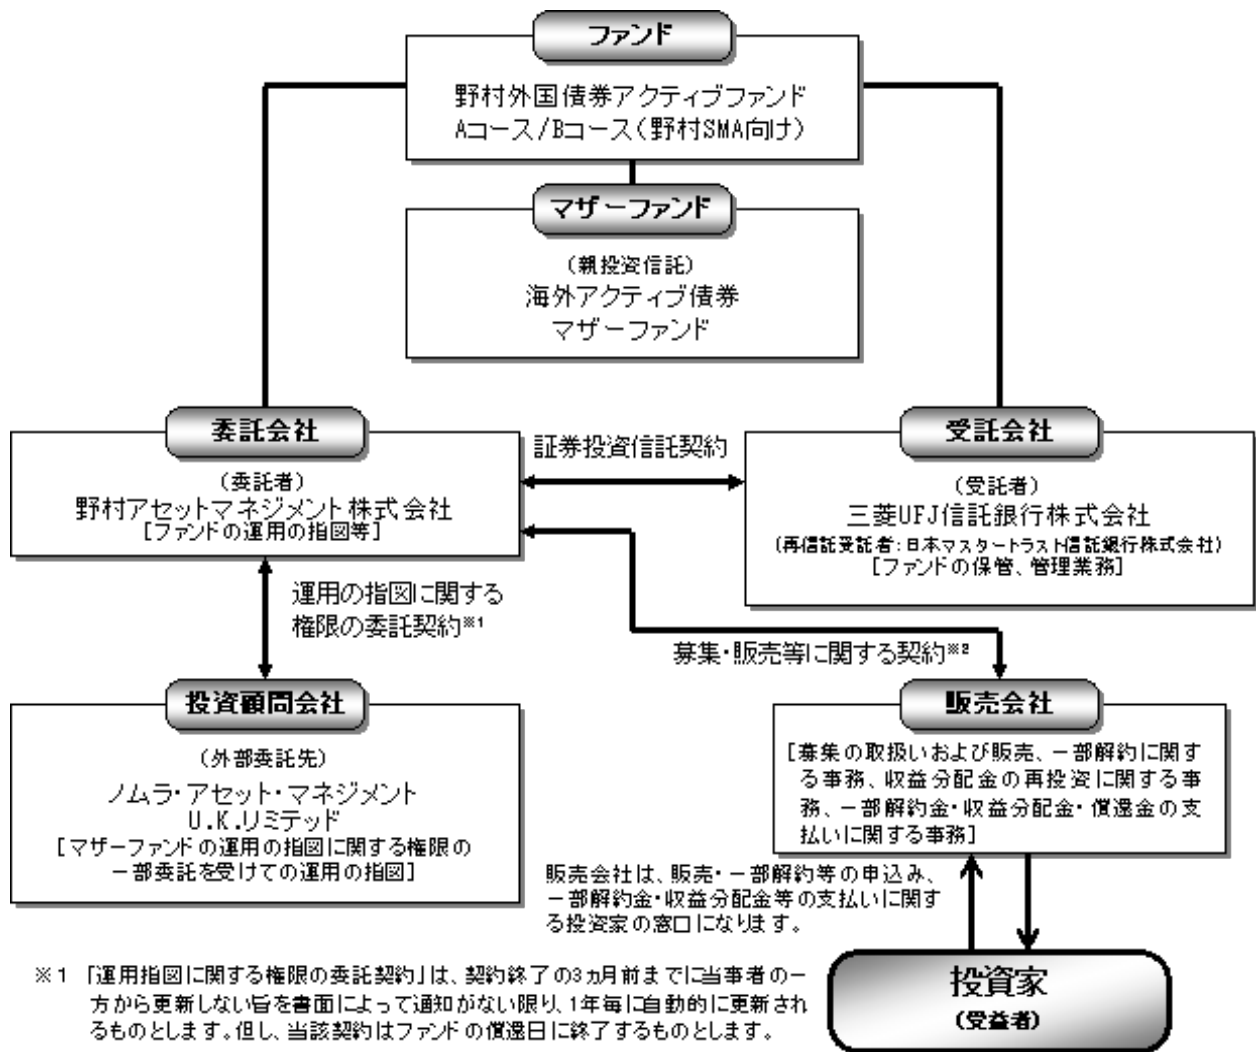 ファンド
野村外国債券アクティブファンド
Aコース/Bコース(野村SMA向け)
マザーファンド
(親投資信託)
海外アクティブ債券
マザーファンド
委託会社
(委託者)
野村アセットマネジメント株式会社
[ファンドの運用の指図等]
証券投資信託契約
受託会社
(受託者)
三菱UFJ信託銀行株式会社
(再信託受託者:日本マスタートラスト信託銀行株式会社)
[ファンドの保管、管理業務]
運用の指図に関する
権限の委託契約※1
募集・販売等に関する契約※2
投資顧問会社
(外部委託先)
ノムラ・アセット・マネジメント
U.K.リミテッド
[マザーファンドの運用の指図に関する権限の
一部委託を受けての運用の指図]
販売会社
[募集の取扱いおよび販売、一部解約に関す
る事務、収益分配金の再投資に関する事
務、一部解約金・収益分配金・償還金の支
払いに関する事務]
販売会社は、販売・一部解約等の申込み、
一部解約金・収益分配金等の支払いに関す
る投資家の窓口になります。
投資家
(受益者)
※1 「運用指図に関する権限の委託契約」は、契約終了の3ヵ月前までに当事者の一
方から更新しない旨を書面によって通知がない限り、1年毎に自動的に更新され
るものとします。但し、当該契約はファンドの償還日に終了するものとします。